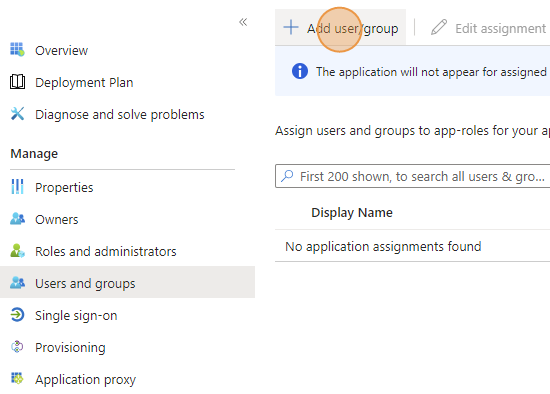 Overview
Deployment Plan
Diagnose and solve problems
Manage
Properties
Owners
Roles and administrators
Users and groups
Single sign-on
Provisioning
Application proxy
Add user/group
Edit assignment
The application will not appear for assigned
Assign users and groups to app-roles for your
First 200 shown, to search all users & gro...
Display Name
No application assignments found